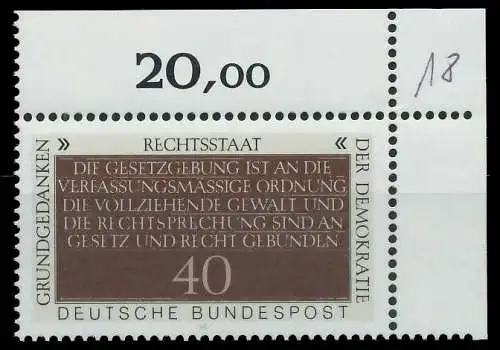 20,00
18
» RECHTSSTAAT «
GRUNDGEDANKEN
DER DEMOKRATIE
DIE GESETZGEBUNG IST AN DIE
VERFASSUNGSMÄSSIGE ORDNUNG
DIE VOLLZIEHENDE GEWALT UND
DIE RECHTSPRECHUNG SIND AN
GESETZ UND RECHT GEBUNDEN
40
DEUTSCHE BUNDESPOST